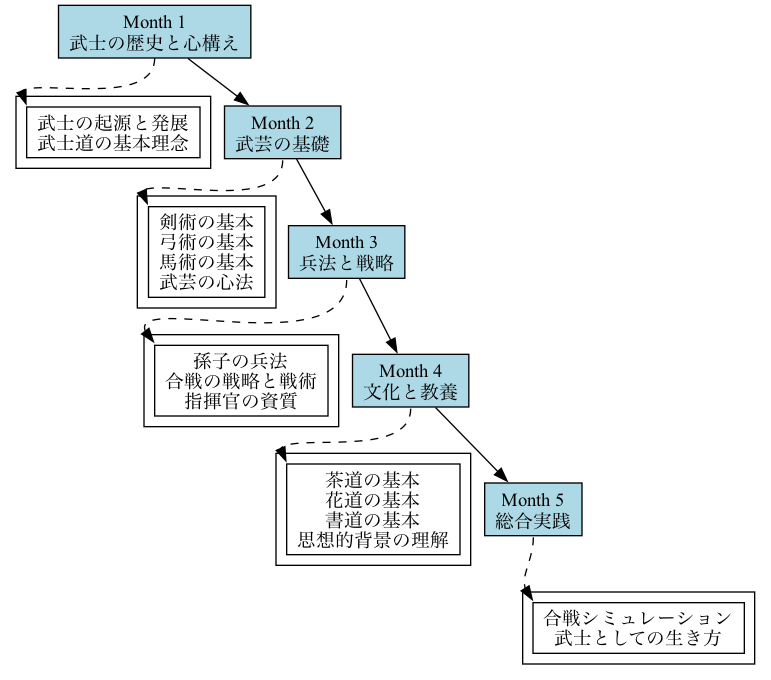 Month 1
武士の歴史と心構え
武士の起源と発展
武士道の基本理念
Month 2
武芸の基礎
剣術の基本
弓術の基本
馬術の基本
武芸の心法
Month 3
兵法と戦略
孫子の兵法
合戦の戦略と戦術
指揮官の資質
Month 4
文化と教養
茶道の基本
花道の基本
書道の基本
思想的背景の理解
Month 5
総合実践
合戦シミュレーション
武士としての生き方